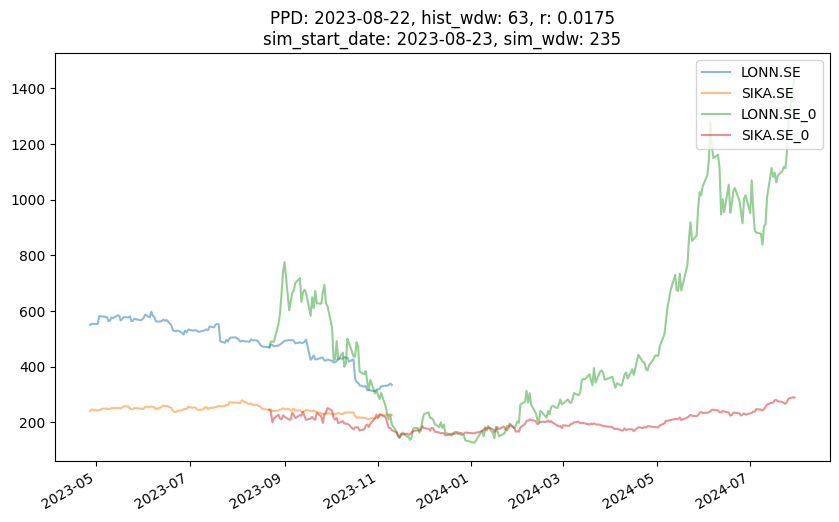 PPD: 2023-08-22, hist_wdw: 63, r: 0.0175
sim_start_date: 2023-08-23, sim_wdw: 235
LONN.SE
SIKA.SE
LONN.SE_0
SIKA.SE_0
1400
1200
1000
800
600
400
200
2023-05
2023-07
2023-09
2023-11
2024-01
2024-03
2024-05
2024-07